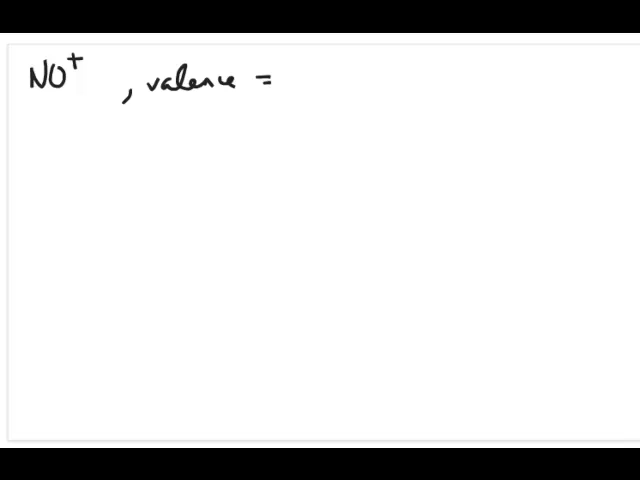 NO⁺ , valence =